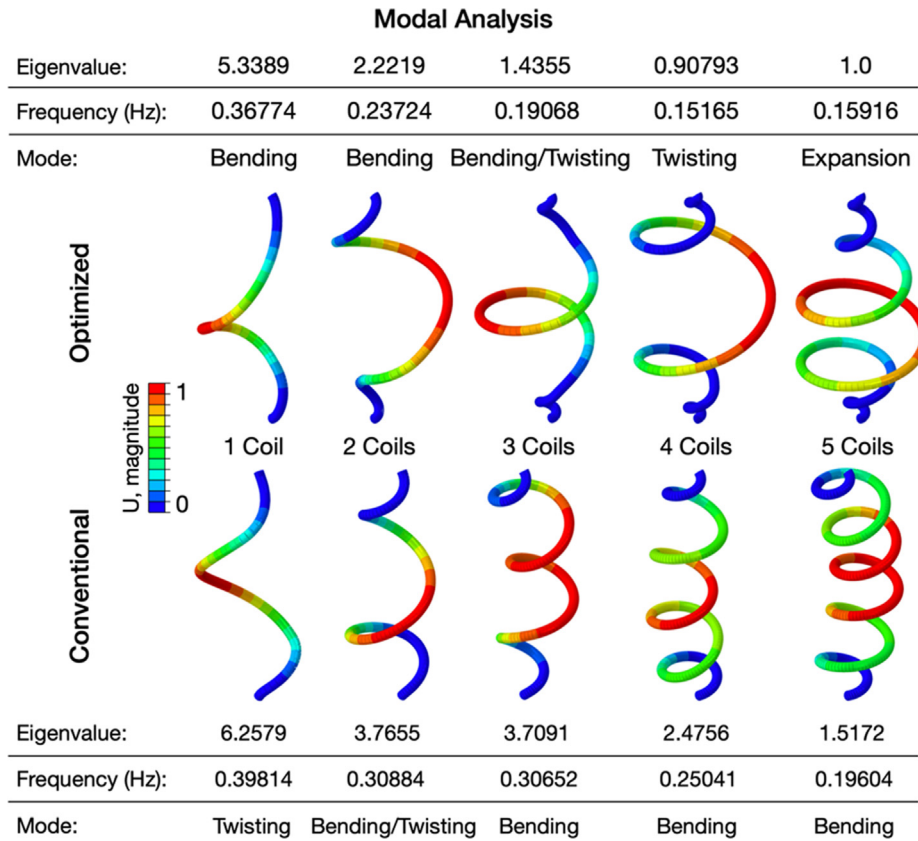 Modal Analysis
Eigenvalue: 5.3389 2.2219 1.4355 0.90793 1.0
Frequency (Hz): 0.36774 0.23724 0.19068 0.15165 0.15916
Mode: Bending Bending Bending/Twisting Twisting Expansion
Optimized
U, magnitude
1
0
1 Coil 2 Coils 3 Coils 4 Coils 5 Coils
Conventional
Eigenvalue: 6.2579 3.7655 3.7091 2.4756 1.5172
Frequency (Hz): 0.39814 0.30884 0.30652 0.25041 0.19604
Mode: Twisting Bending/Twisting Bending Bending Bending